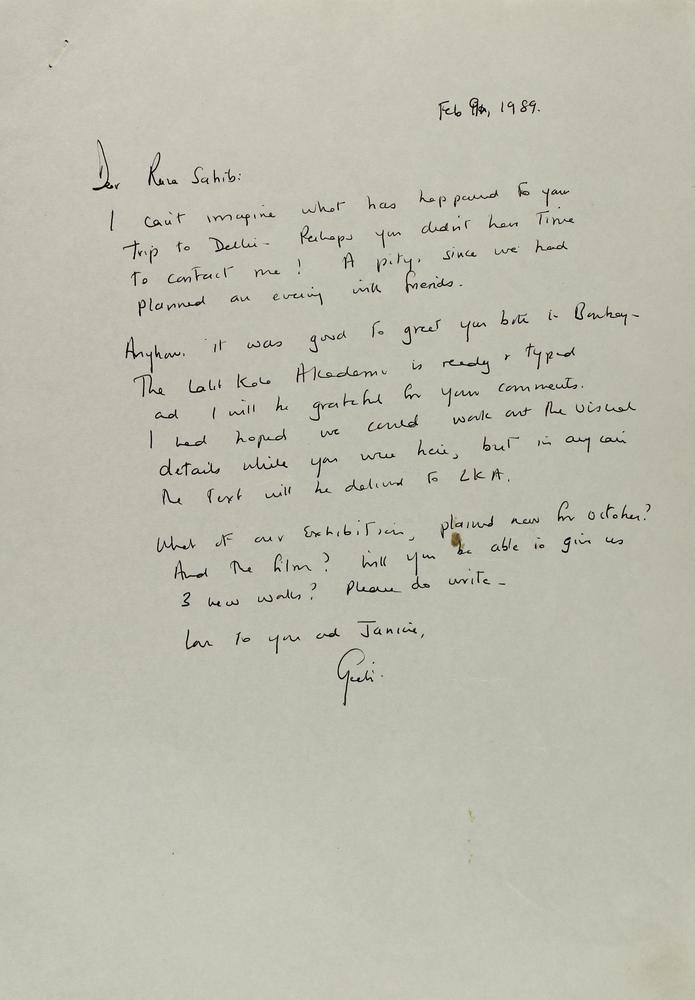 Feb 9th, 1989.
Dear Raza Sahib:
I can't imagine what has happened to your
trip to Delhi - Perhaps you didn't have time
to contact me! A pity, since we had
planned an evening with friends.
Anyhow, it was good to greet you both in Bombay -
The Lalit Kala Akademi is ready & typed
and I will be grateful for your comments.
I had hoped we could work out the visual
details while you were here, but in any case
the text will be delivered to LKA.
What of our Exhibition, planned now for October?
And the film? Will you be able to give us
3 new works? Please do write -
Love to you and Janine,
Geeti.